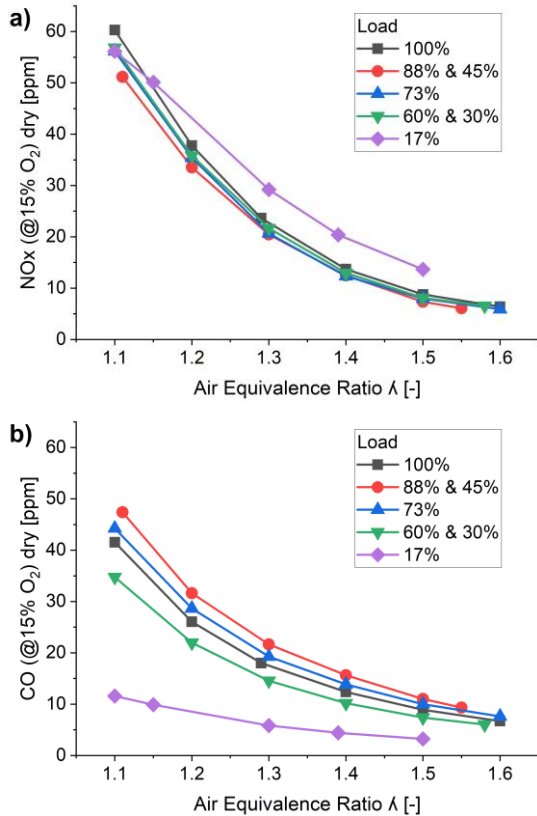 a)
NOx (@15% O₂) dry [ppm]
60
50
40
30
20
10
0
Load
100%
88% & 45%
73%
60% & 30%
17%
1.1 1.2 1.3 1.4 1.5 1.6
Air Equivalence Ratio ʎ [-]
b)
CO (@15% O₂) dry [ppm]
60
50
40
30
20
10
0
Load
100%
88% & 45%
73%
60% & 30%
17%
1.1 1.2 1.3 1.4 1.5 1.6
Air Equivalence Ratio ʎ [-]